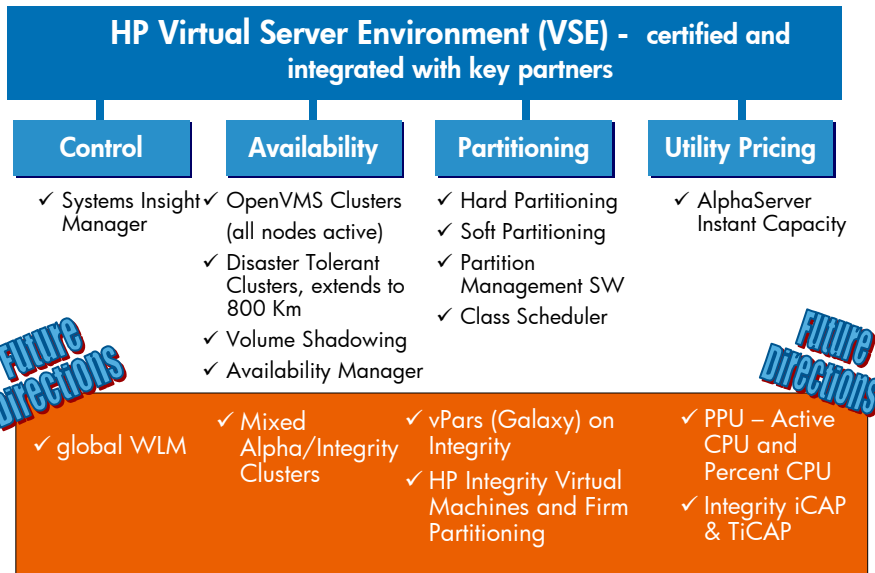 HP Virtual Server Environment (VSE) - certified and
integrated with key partners
Control
✓ Systems Insight
Manager
Availability
✓ OpenVMS Clusters
(all nodes active)
✓ Disaster Tolerant
Clusters, extends to
800 Km
✓ Volume Shadowing
✓ Availability Manager
Partitioning
✓ Hard Partitioning
✓ Soft Partitioning
✓ Partition
Management SW
✓ Class Scheduler
Utility Pricing
✓ AlphaServer
Instant Capacity
Future
Directions
Future
Directions
✓ global WLM
✓ Mixed
Alpha/Integrity
Clusters
✓ vPars (Galaxy) on
Integrity
✓ HP Integrity Virtual
Machines and Firm
Partitioning
✓ PPU – Active
CPU and
Percent CPU
✓ Integrity iCAP
& TiCAP